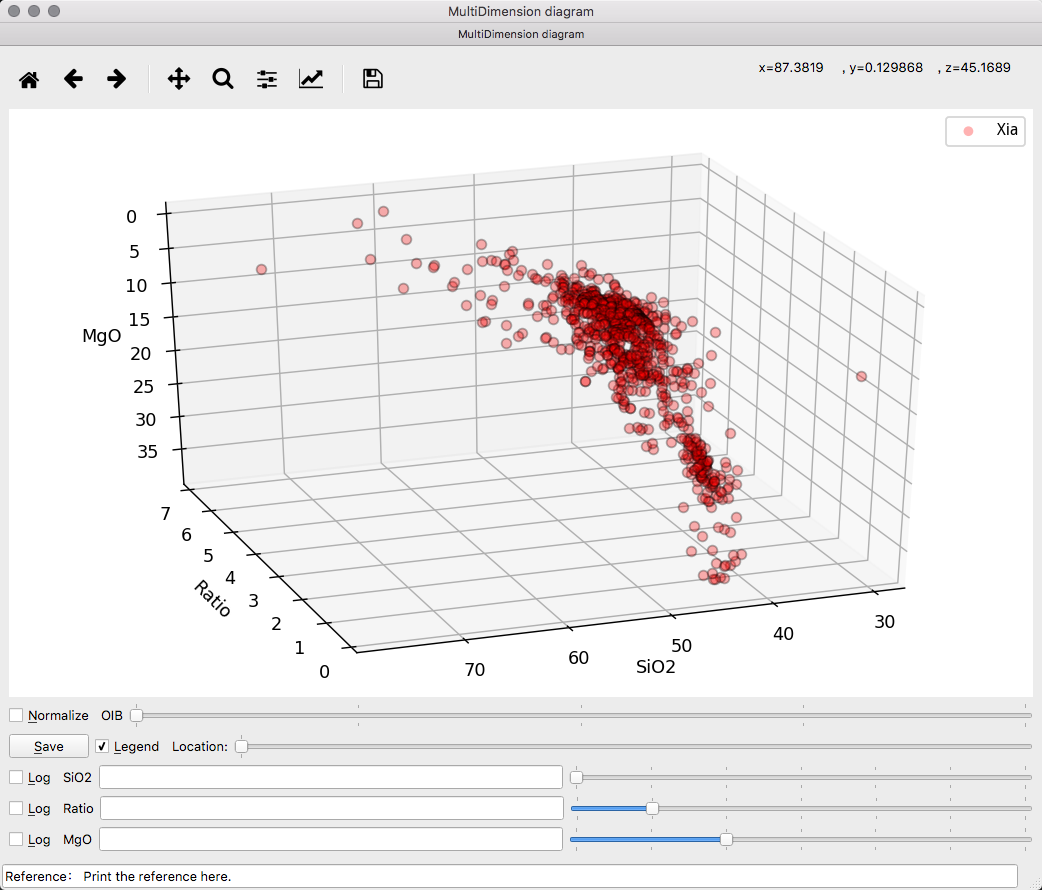 MultiDimension diagram
MultiDimension diagram
x=87.3819 , y=0.129868 , z=45.1689
Xia
0
5
10
15
MgO
20
25
30
35
7
6
5
4
Ratio
3
2
1
0
70
60
50
SiO2
40
30
Normalize OIB
Save Legend Location:
Log SiO2
Log Ratio
Log MgO
Reference: Print the reference here.